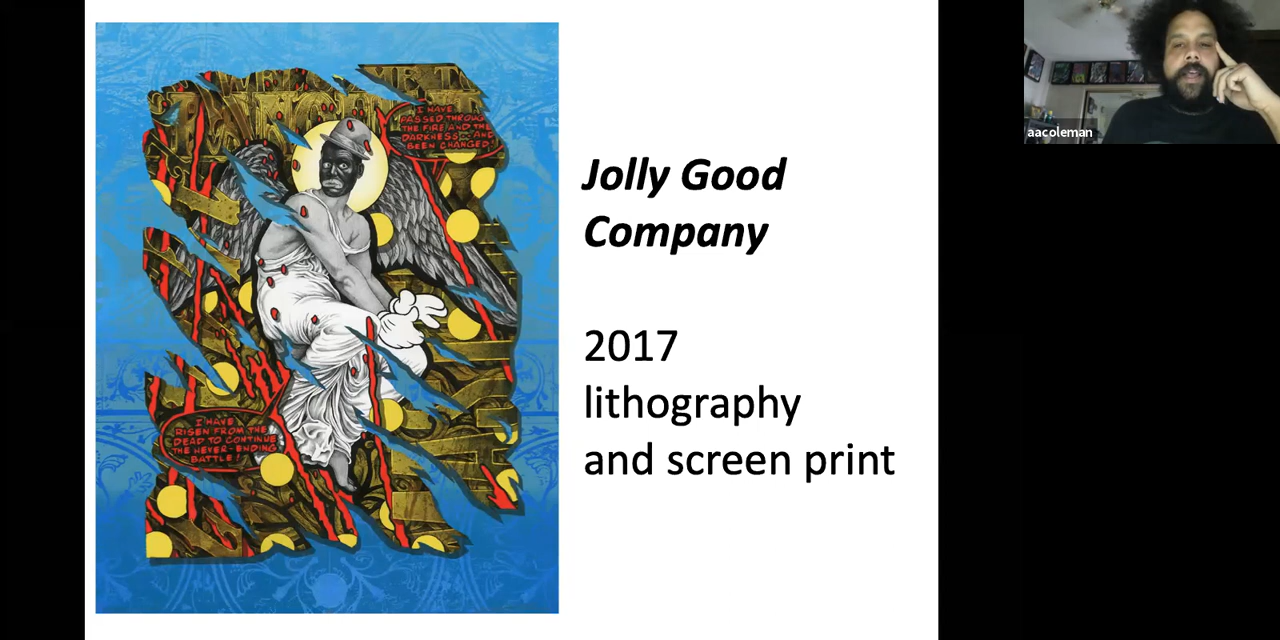 I HAVE
PASSED THROUGH
THE FIRE AND THE
DARKNESS -- AND
BEEN CHANGED!
I HAVE
RISEN FROM THE
DEAD TO CONTINUE
THE NEVER-ENDING
BATTLE!
Jolly Good
Company
2017
lithography
and screen print
aacoleman